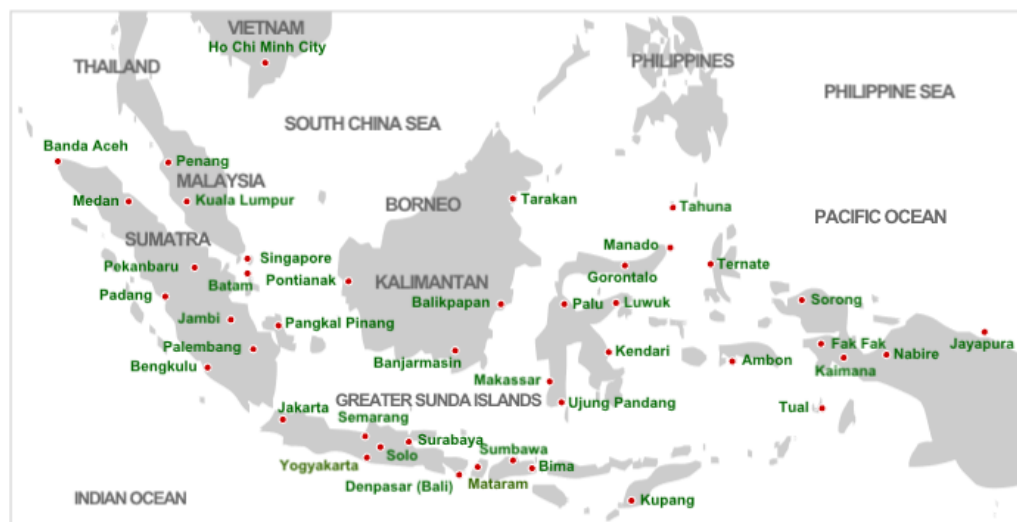 VIETNAM
Ho Chi Minh City
THAILAND
PHILIPPINES
PHILIPPINE SEA
SOUTH CHINA SEA
Banda Aceh
Penang
MALAYSIA
Medan
Kuala Lumpur
BORNEO
Tarakan
Tahuna
PACIFIC OCEAN
SUMATRA
Manado
Singapore
Pekanbaru
Ternate
Gorontalo
Batam
Pontianak
KALIMANTAN
Padang
Balikpapan
Palu
Luwuk
Sorong
Jambi
Pangkal Pinang
Palembang
Fak Fak
Jayapura
Bengkulu
Banjarmasin
Kendari
Ambon
Kaimana
Nabire
Makassar
GREATER SUNDA ISLANDS
Ujung Pandang
Tual
Jakarta
Semarang
Surabaya
Sumbawa
Solo
Yogyakarta
Bima
Denpasar (Bali)
Mataram
INDIAN OCEAN
Kupang